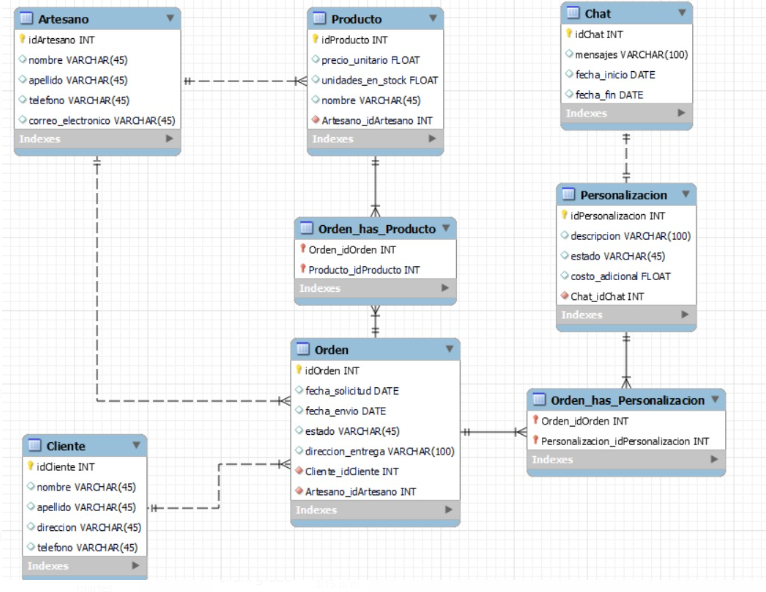 Artesano
idArtesano INT
nombre VARCHAR(45)
apellido VARCHAR(45)
telefono VARCHAR(45)
correo_electronico VARCHAR(45)
Indexes
Producto
idProducto INT
precio_unitario FLOAT
unidades_en_stock FLOAT
nombre VARCHAR(45)
Artesano_idArtesano INT
Indexes
Chat
idChat INT
mensajes VARCHAR(100)
fecha_inicio DATE
fecha_fin DATE
Indexes
Personalizacion
idPersonalizacion INT
descripcion VARCHAR(100)
estado VARCHAR(45)
costo_adicional FLOAT
Chat_idChat INT
Indexes
Orden_has_Producto
Orden_idOrden INT
Producto_idProducto INT
Indexes
Orden
idOrden INT
fecha_solicitud DATE
fecha_envio DATE
estado VARCHAR(45)
direccion_entrega VARCHAR(100)
Cliente_idCliente INT
Artesano_idArtesano INT
Indexes
Orden_has_Personalizacion
Orden_idOrden INT
Personalizacion_idPersonalizacion INT
Indexes
Cliente
idCliente INT
nombre VARCHAR(45)
apellido VARCHAR(45)
direccion VARCHAR(45)
telefono VARCHAR(45)
Indexes